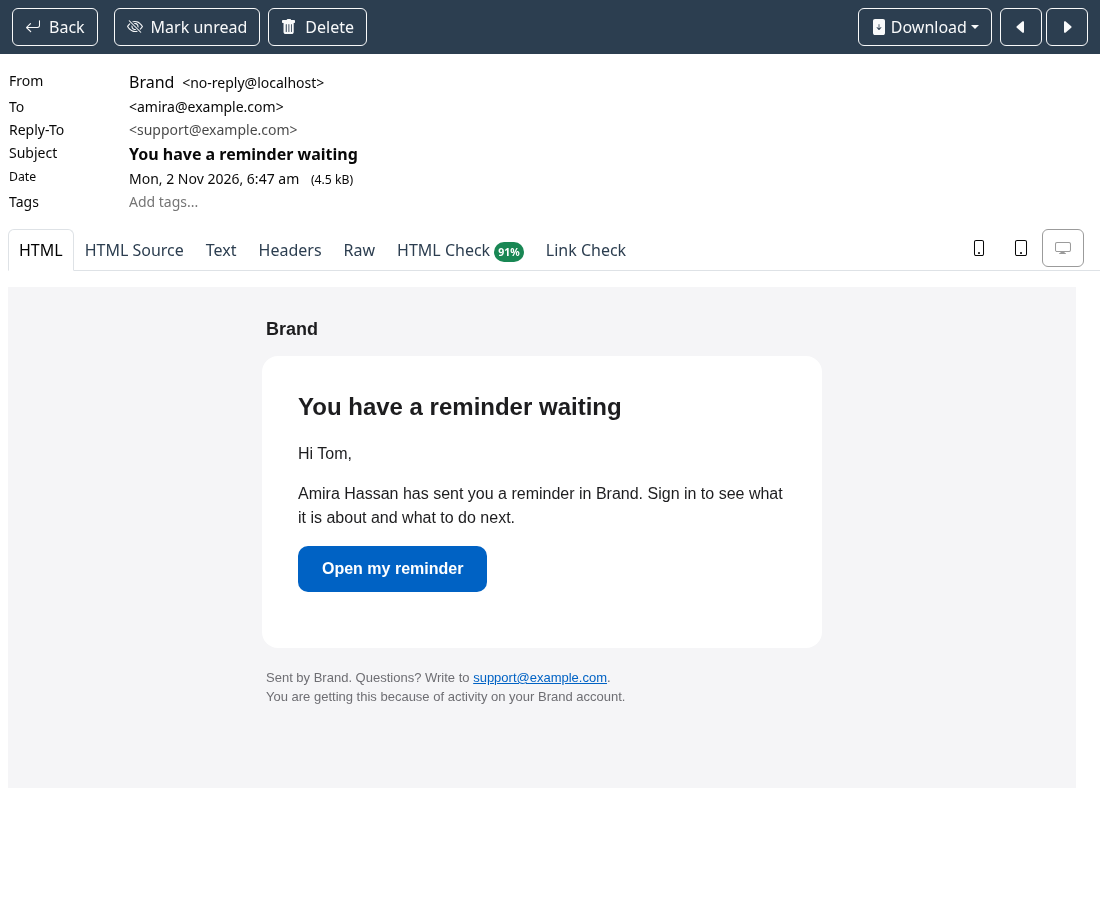 Back Mark unread Delete Download
From Brand <no-reply@localhost>
To <amira@example.com>
Reply-To <support@example.com>
Subject You have a reminder waiting
Date Mon, 2 Nov 2026, 6:47 am (4.5 kB)
Tags Add tags...
HTML HTML Source Text Headers Raw HTML Check 91% Link Check
Brand
You have a reminder waiting
Hi Tom,
Amira Hassan has sent you a reminder in Brand. Sign in to see what
it is about and what to do next.
Open my reminder
Sent by Brand. Questions? Write to support@example.com.
You are getting this because of activity on your Brand account.